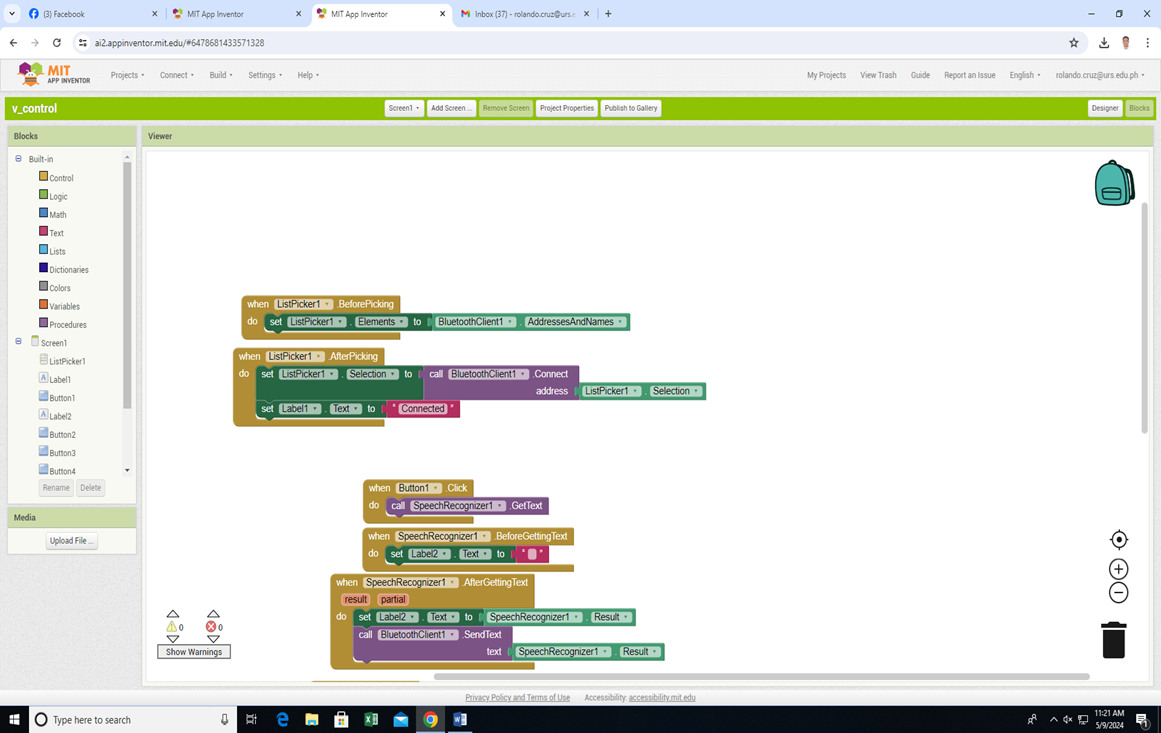 (3) Facebook
MIT App Inventor
MIT App Inventor
Inbox (37) - rolando.cruz@urs.e
ai2.appinventor.mit.edu/#6478681433571328
MIT
APP INVENTOR
Projects
Connect
Build
Settings
Help
My Projects
View Trash
Guide
Report an Issue
English
rolando.cruz@urs.edu.ph
v_control
Screen1
Add Screen ...
Remove Screen
Project Properties
Publish to Gallery
Designer
Blocks
Blocks
Viewer
Built-in
Control
Logic
Math
Text
Lists
Dictionaries
Colors
Variables
Procedures
Screen1
ListPicker1
Label1
Button1
Label2
Button2
Button3
Button4
Rename
Delete
Media
Upload File ...
when ListPicker1 .BeforePicking
do set ListPicker1 . Elements to BluetoothClient1 . AddressesAndNames
when ListPicker1 .AfterPicking
do set ListPicker1 . Selection to call BluetoothClient1 .Connect
address ListPicker1 . Selection
set Label1 . Text to " Connected "
when Button1 .Click
do call SpeechRecognizer1 .GetText
when SpeechRecognizer1 .BeforeGettingText
do set Label2 . Text to " "
when SpeechRecognizer1 .AfterGettingText
result partial
do set Label2 . Text to SpeechRecognizer1 . Result
call BluetoothClient1 .SendText
text SpeechRecognizer1 . Result
0 0
Show Warnings
Privacy Policy and Terms of Use
Accessibility: accessibility.mit.edu
Type here to search
11:21 AM
5/9/2024
1